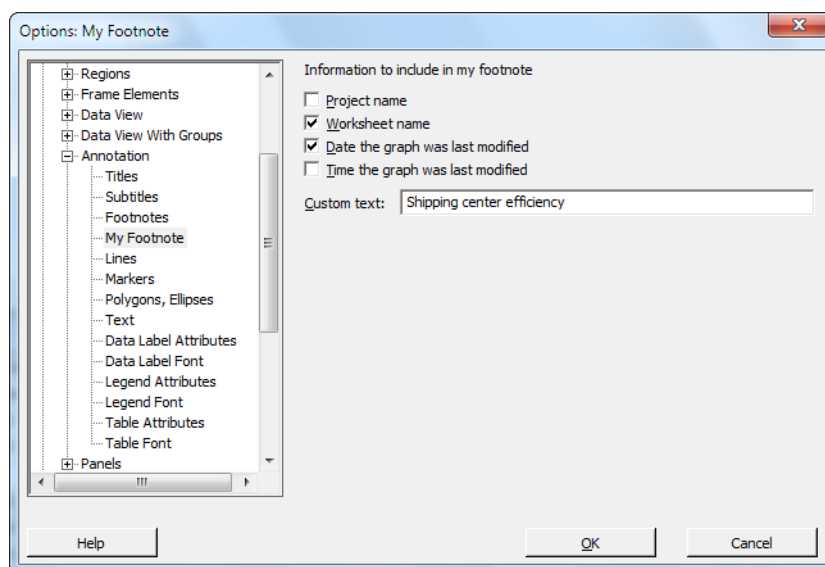 Options: My Footnote
Regions
Frame Elements
Data View
Data View With Groups
Annotation
Titles
Subtitles
Footnotes
My Footnote
Lines
Markers
Polygons, Ellipses
Text
Data Label Attributes
Data Label Font
Legend Attributes
Legend Font
Table Attributes
Table Font
Panels
Information to include in my footnote
Project name
Worksheet name
Date the graph was last modified
Time the graph was last modified
Custom text: Shipping center efficiency
Help OK Cancel